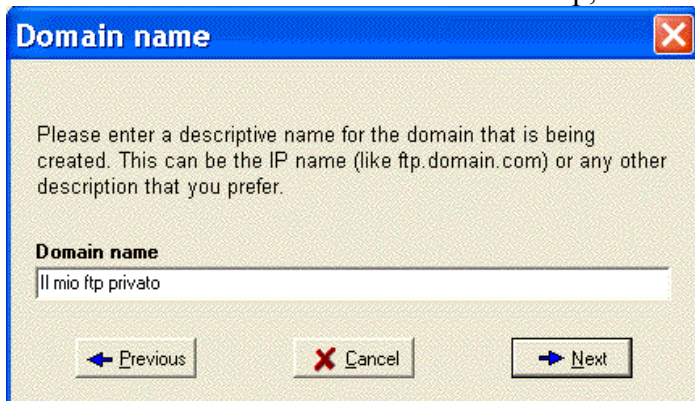 Domain name
Please enter a descriptive name for the domain that is being
created. This can be the IP name (like ftp.domain.com) or any other
description that you prefer.
Domain name
Il mio ftp privato
Previous
Cancel
Next